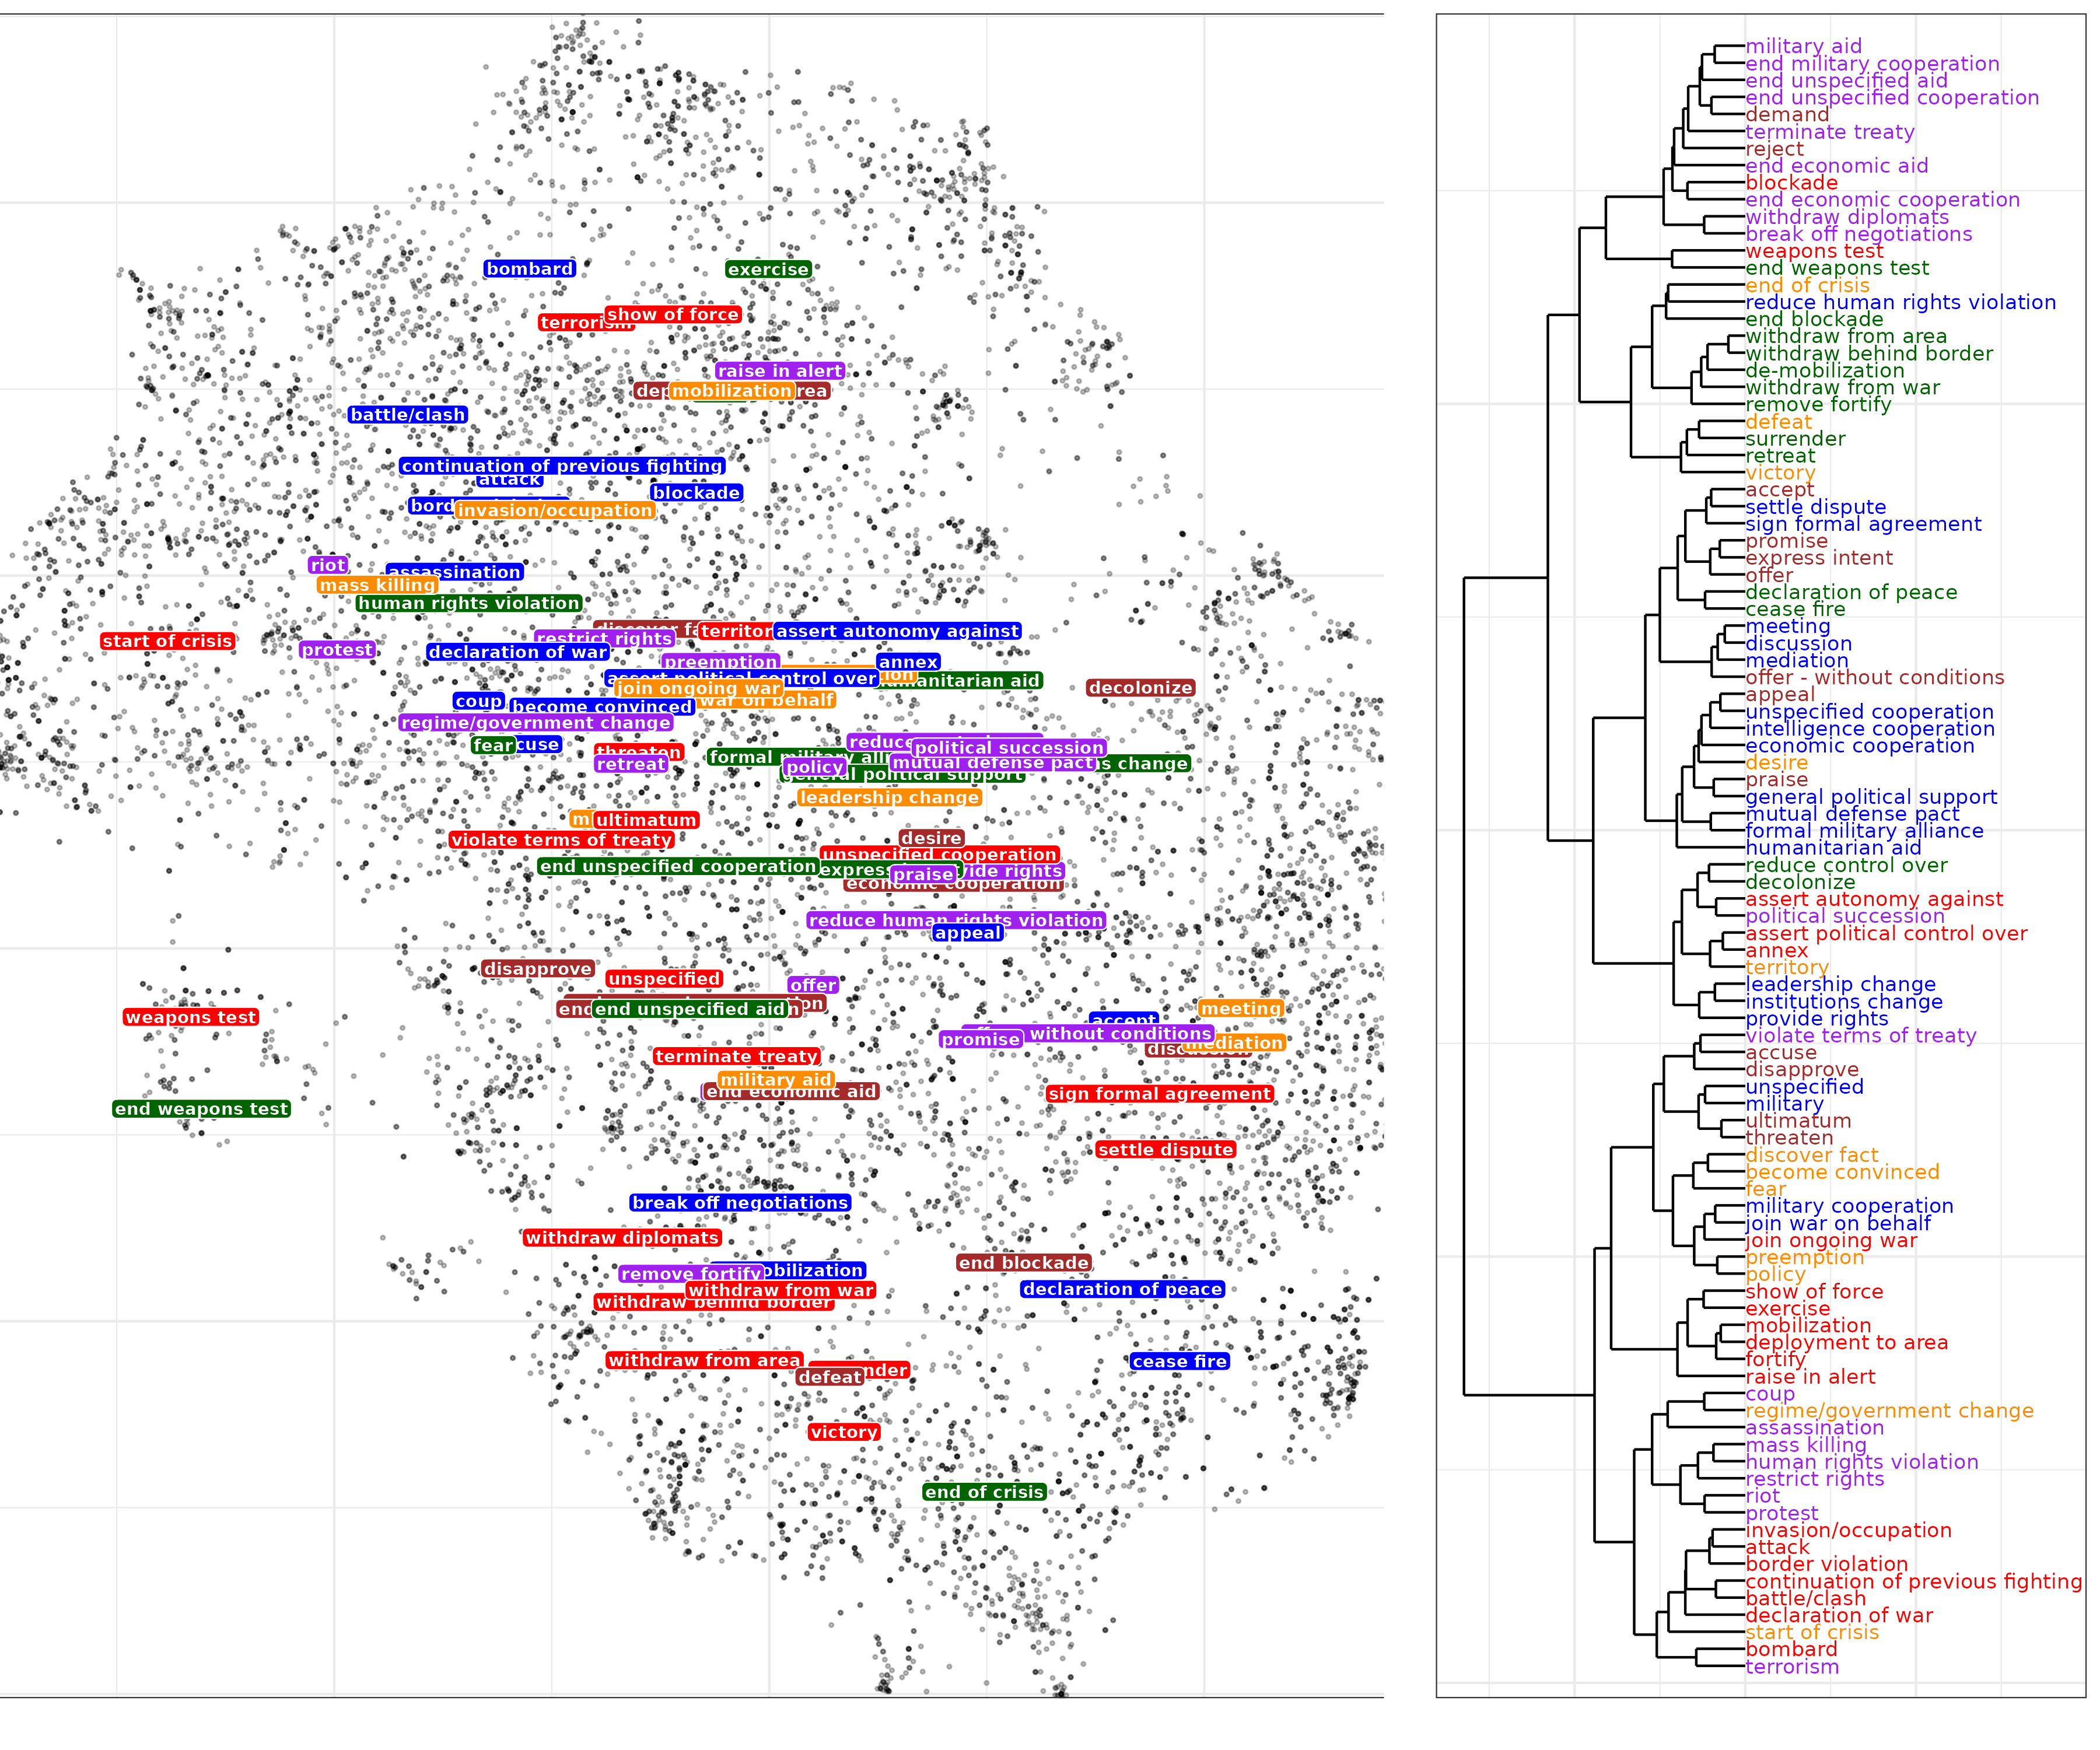 bombard
exercise
show of force
raise in alert
mobilization
battle/clash
continuation of previous fighting
attack
blockade
invasion/occupation
riot
assassination
mass killing
human rights violation
start of crisis
protest
restrict rights
assert autonomy against
declaration of war
preemption
annex
assert political control over
decolonize
join ongoing war
war on behalf
coup
become convinced
regime/government change
fear
threaten
retreat
political succession
mutual defense pact
policy
general political support
leadership change
ultimatum
violate terms of treaty
desire
unspecified cooperation
end unspecified cooperation
praise
economic cooperation
reduce human rights violation
appeal
disapprove
unspecified
offer
end unspecified aid
weapons test
meeting
accept
without conditions
promise
terminate treaty
military aid
end economic aid
sign formal agreement
end weapons test
settle dispute
break off negotiations
withdraw diplomats
end blockade
remove fortify
withdraw from war
withdraw behind border
declaration of peace
withdraw from area
defeat
cease fire
victory
end of crisis
military aid
end military cooperation
end unspecified aid
end unspecified cooperation
demand
terminate treaty
reject
end economic aid
blockade
end economic cooperation
withdraw diplomats
break off negotiations
weapons test
end weapons test
end of crisis
reduce human rights violation
end blockade
withdraw from area
withdraw behind border
de-mobilization
withdraw from war
remove fortify
defeat
surrender
retreat
victory
accept
settle dispute
sign formal agreement
promise
express intent
offer
declaration of peace
cease fire
meeting
discussion
mediation
offer - without conditions
appeal
unspecified cooperation
intelligence cooperation
economic cooperation
desire
praise
general political support
mutual defense pact
formal military alliance
humanitarian aid
reduce control over
decolonize
assert autonomy against
political succession
assert political control over
annex
territory
leadership change
institutions change
provide rights
violate terms of treaty
accuse
disapprove
unspecified
military
ultimatum
threaten
discover fact
become convinced
fear
military cooperation
join war on behalf
join ongoing war
preemption
policy
show of force
exercise
mobilization
deployment to area
fortify
raise in alert
coup
regime/government change
assassination
mass killing
human rights violation
restrict rights
riot
protest
invasion/occupation
attack
border violation
continuation of previous fighting
battle/clash
declaration of war
start of crisis
bombard
terrorism